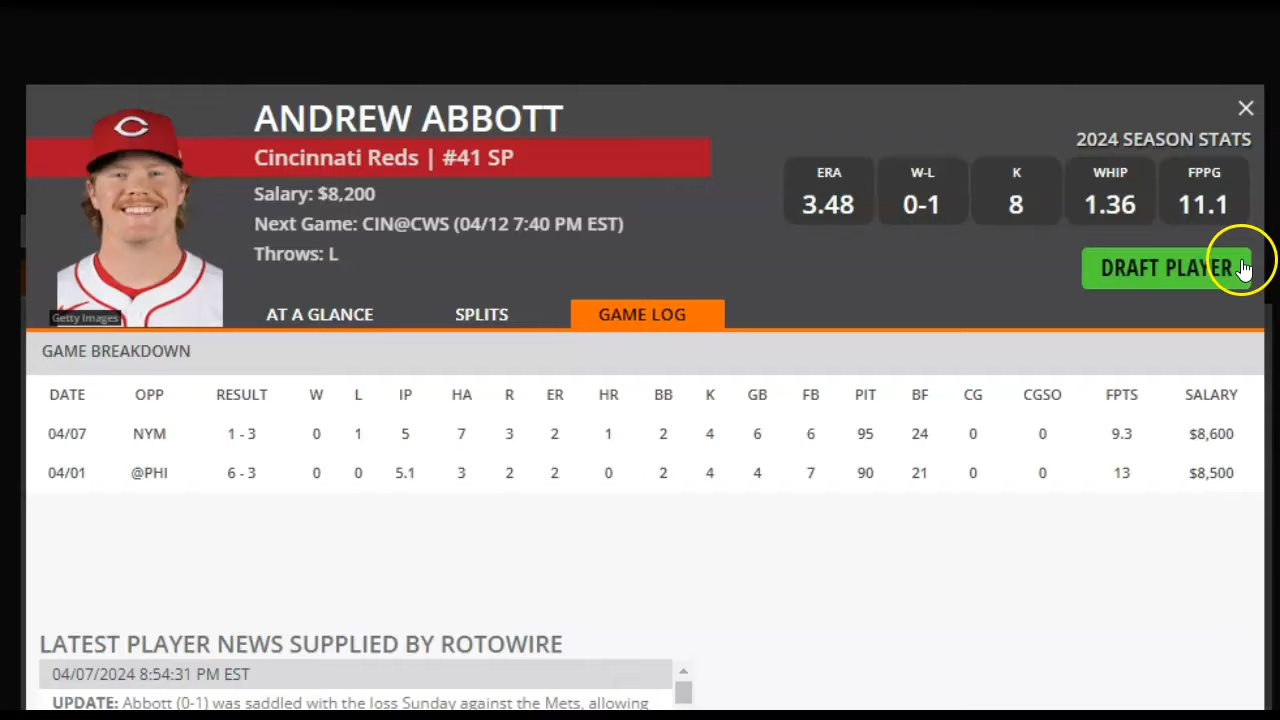 ANDREW ABBOTT
Cincinnati Reds | #41 SP
Salary: $8,200
Next Game: CIN@CWS (04/12 7:40 PM EST)
Throws: L
2024 SEASON STATS
ERA W-L K WHIP FPPG
3.48 0-1 8 1.36 11.1
DRAFT PLAYER
Getty Images
AT A GLANCE SPLITS GAME LOG
GAME BREAKDOWN
DATE OPP RESULT W L IP HA R ER HR BB K GB FB PIT BF CG CGSO FPTS SALARY
04/07 NYM 1 - 3 0 1 5 7 3 2 1 2 4 6 6 95 24 0 0 9.3 $8,600
04/01 @PHI 6 - 3 0 0 5.1 3 2 2 0 2 4 4 7 90 21 0 0 13 $8,500
LATEST PLAYER NEWS SUPPLIED BY ROTOWIRE
04/07/2024 8:54:31 PM EST
UPDATE: Abbott (0-1) was saddled with the loss Sunday against the Mets, allowing